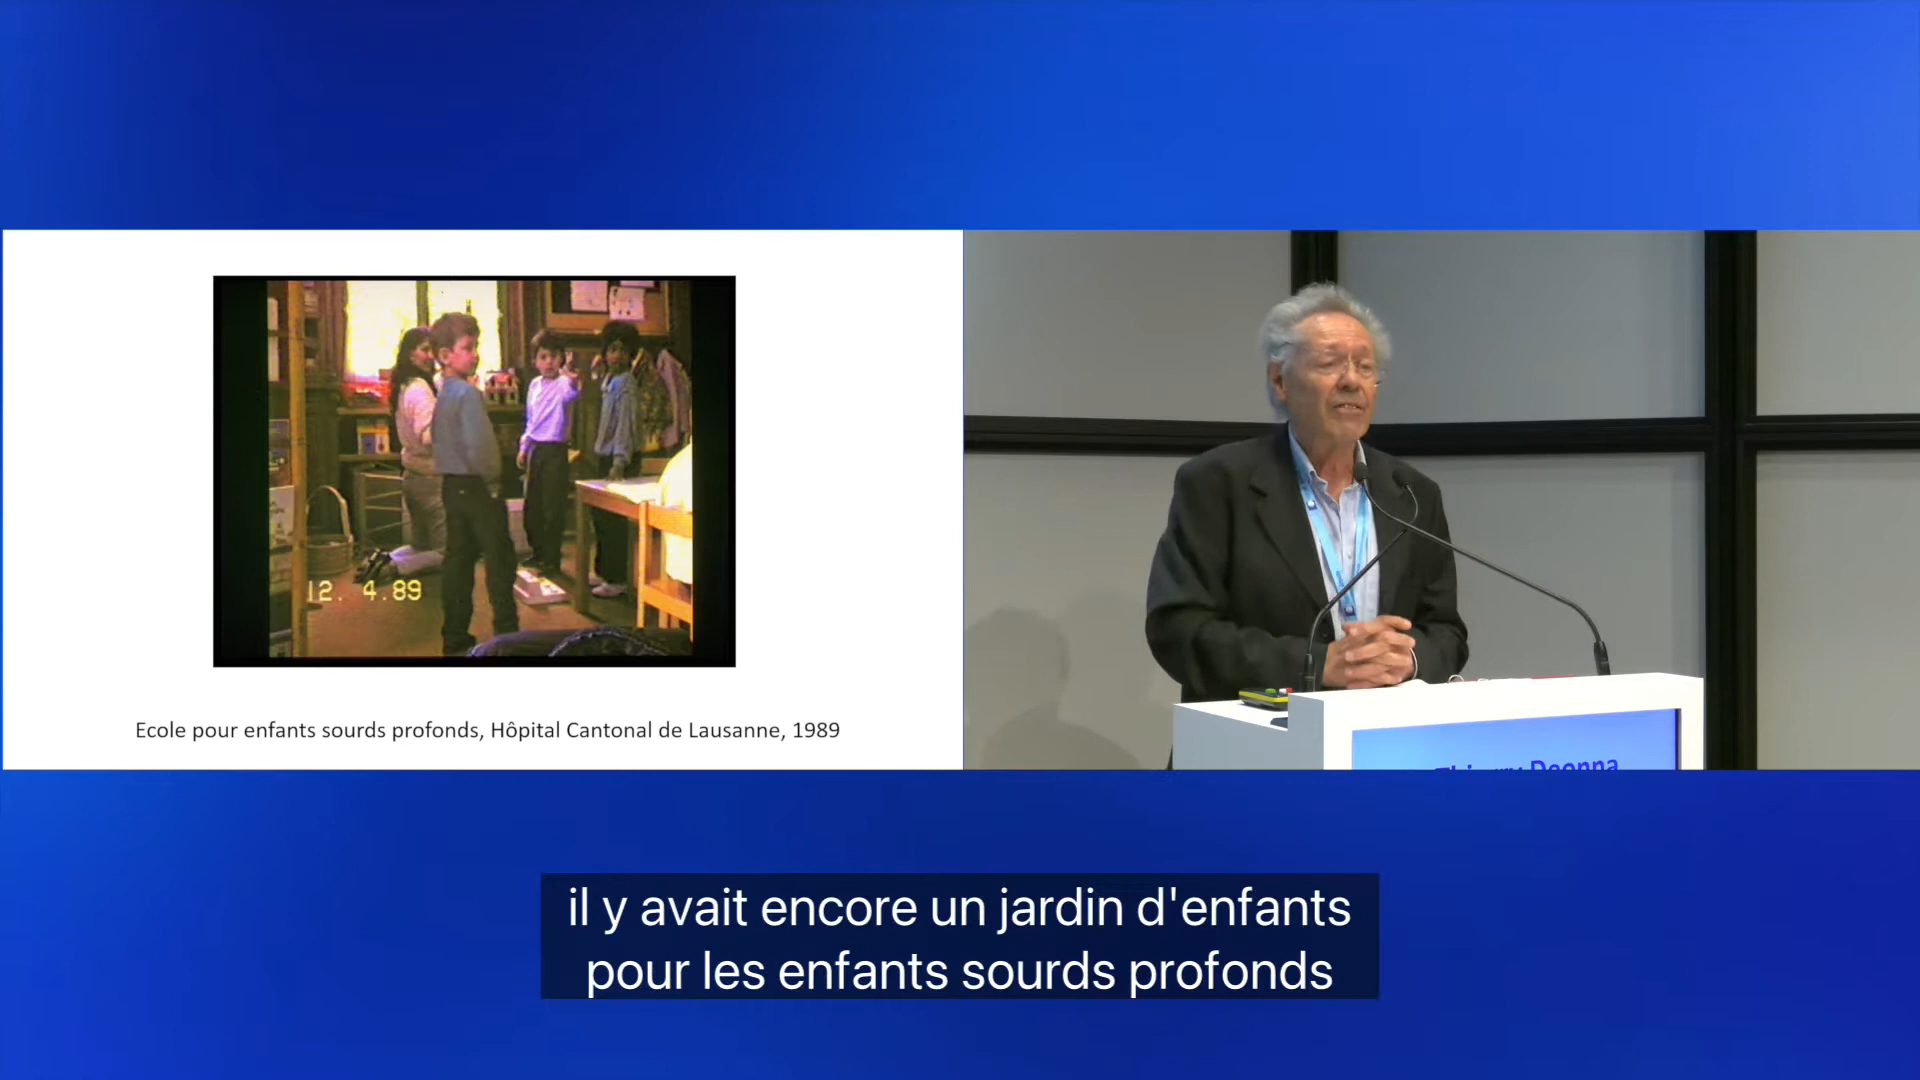 12. 4.89
Ecole pour enfants sourds profonds, Hôpital Cantonal de Lausanne, 1989
Thierry Deonna
il y avait encore un jardin d'enfants
pour les enfants sourds profonds